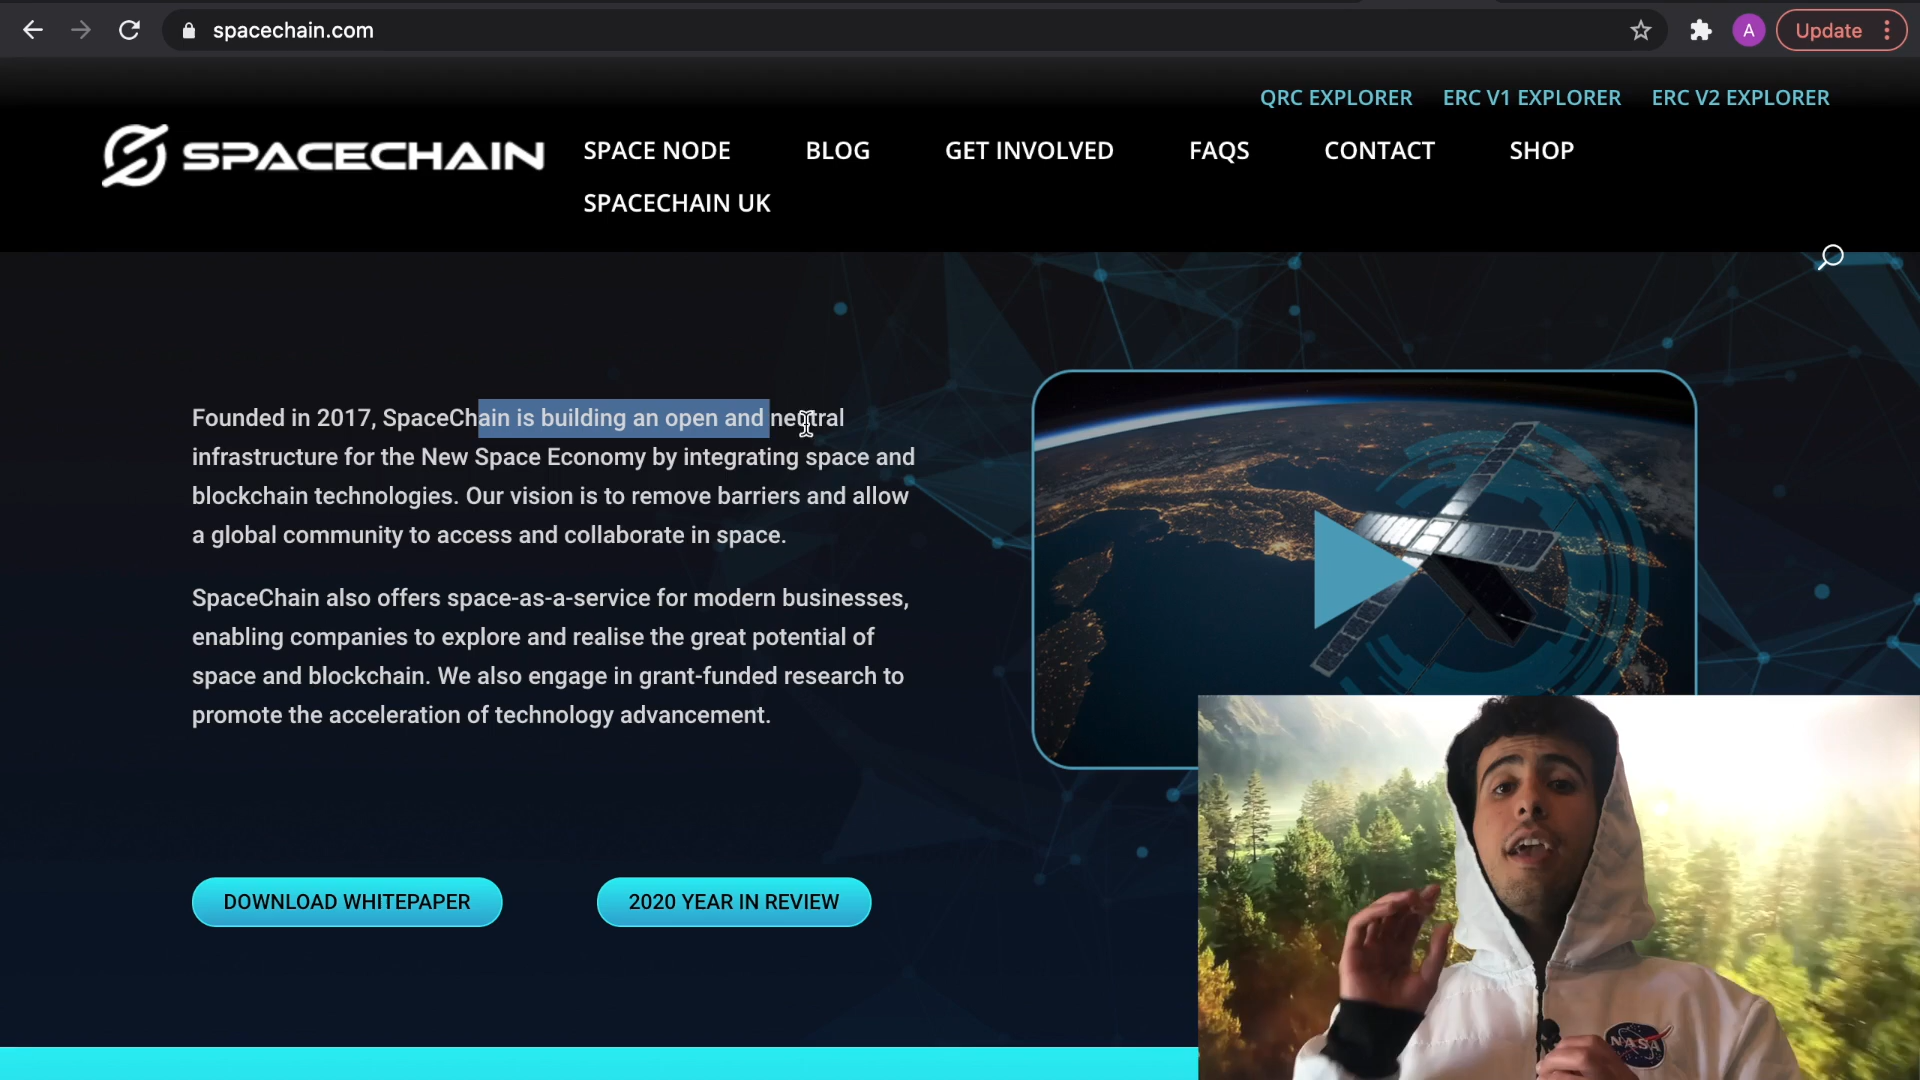 spacechain.com
A
Update
QRC EXPLORER ERC V1 EXPLORER ERC V2 EXPLORER
SPACECHAIN
SPACE NODE BLOG GET INVOLVED FAQS CONTACT SHOP
SPACECHAIN UK
Founded in 2017, SpaceChain is building an open and neutral
infrastructure for the New Space Economy by integrating space and
blockchain technologies. Our vision is to remove barriers and allow
a global community to access and collaborate in space.
SpaceChain also offers space-as-a-service for modern businesses,
enabling companies to explore and realise the great potential of
space and blockchain. We also engage in grant-funded research to
promote the acceleration of technology advancement.
DOWNLOAD WHITEPAPER 2020 YEAR IN REVIEW
NASA